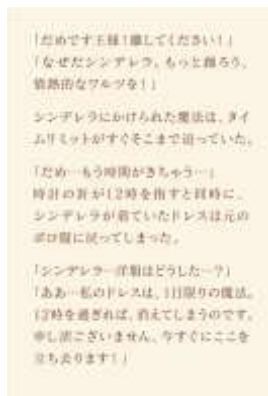 「だめです王様!離してください!」
「なぜだシンデレラ。もっと踊ろう、
情熱的なワルツを!」
シンデレラにかけられた魔法は、タイ
ムリミットがすぐそこまで迫っていた。
「だめ…もう時間がきちゃう…」
時計の針が12時を指すと同時に、
シンデレラが着ていたドレスは元の
ボロ服に戻ってしまった。
「シンデレラ…洋服はどうした…?」
「ああ…私のドレスは、1日限りの魔法。
12時を過ぎれば、消えてしまうのです。
申し訳ございません、今すぐにここを
立ち去ります!」